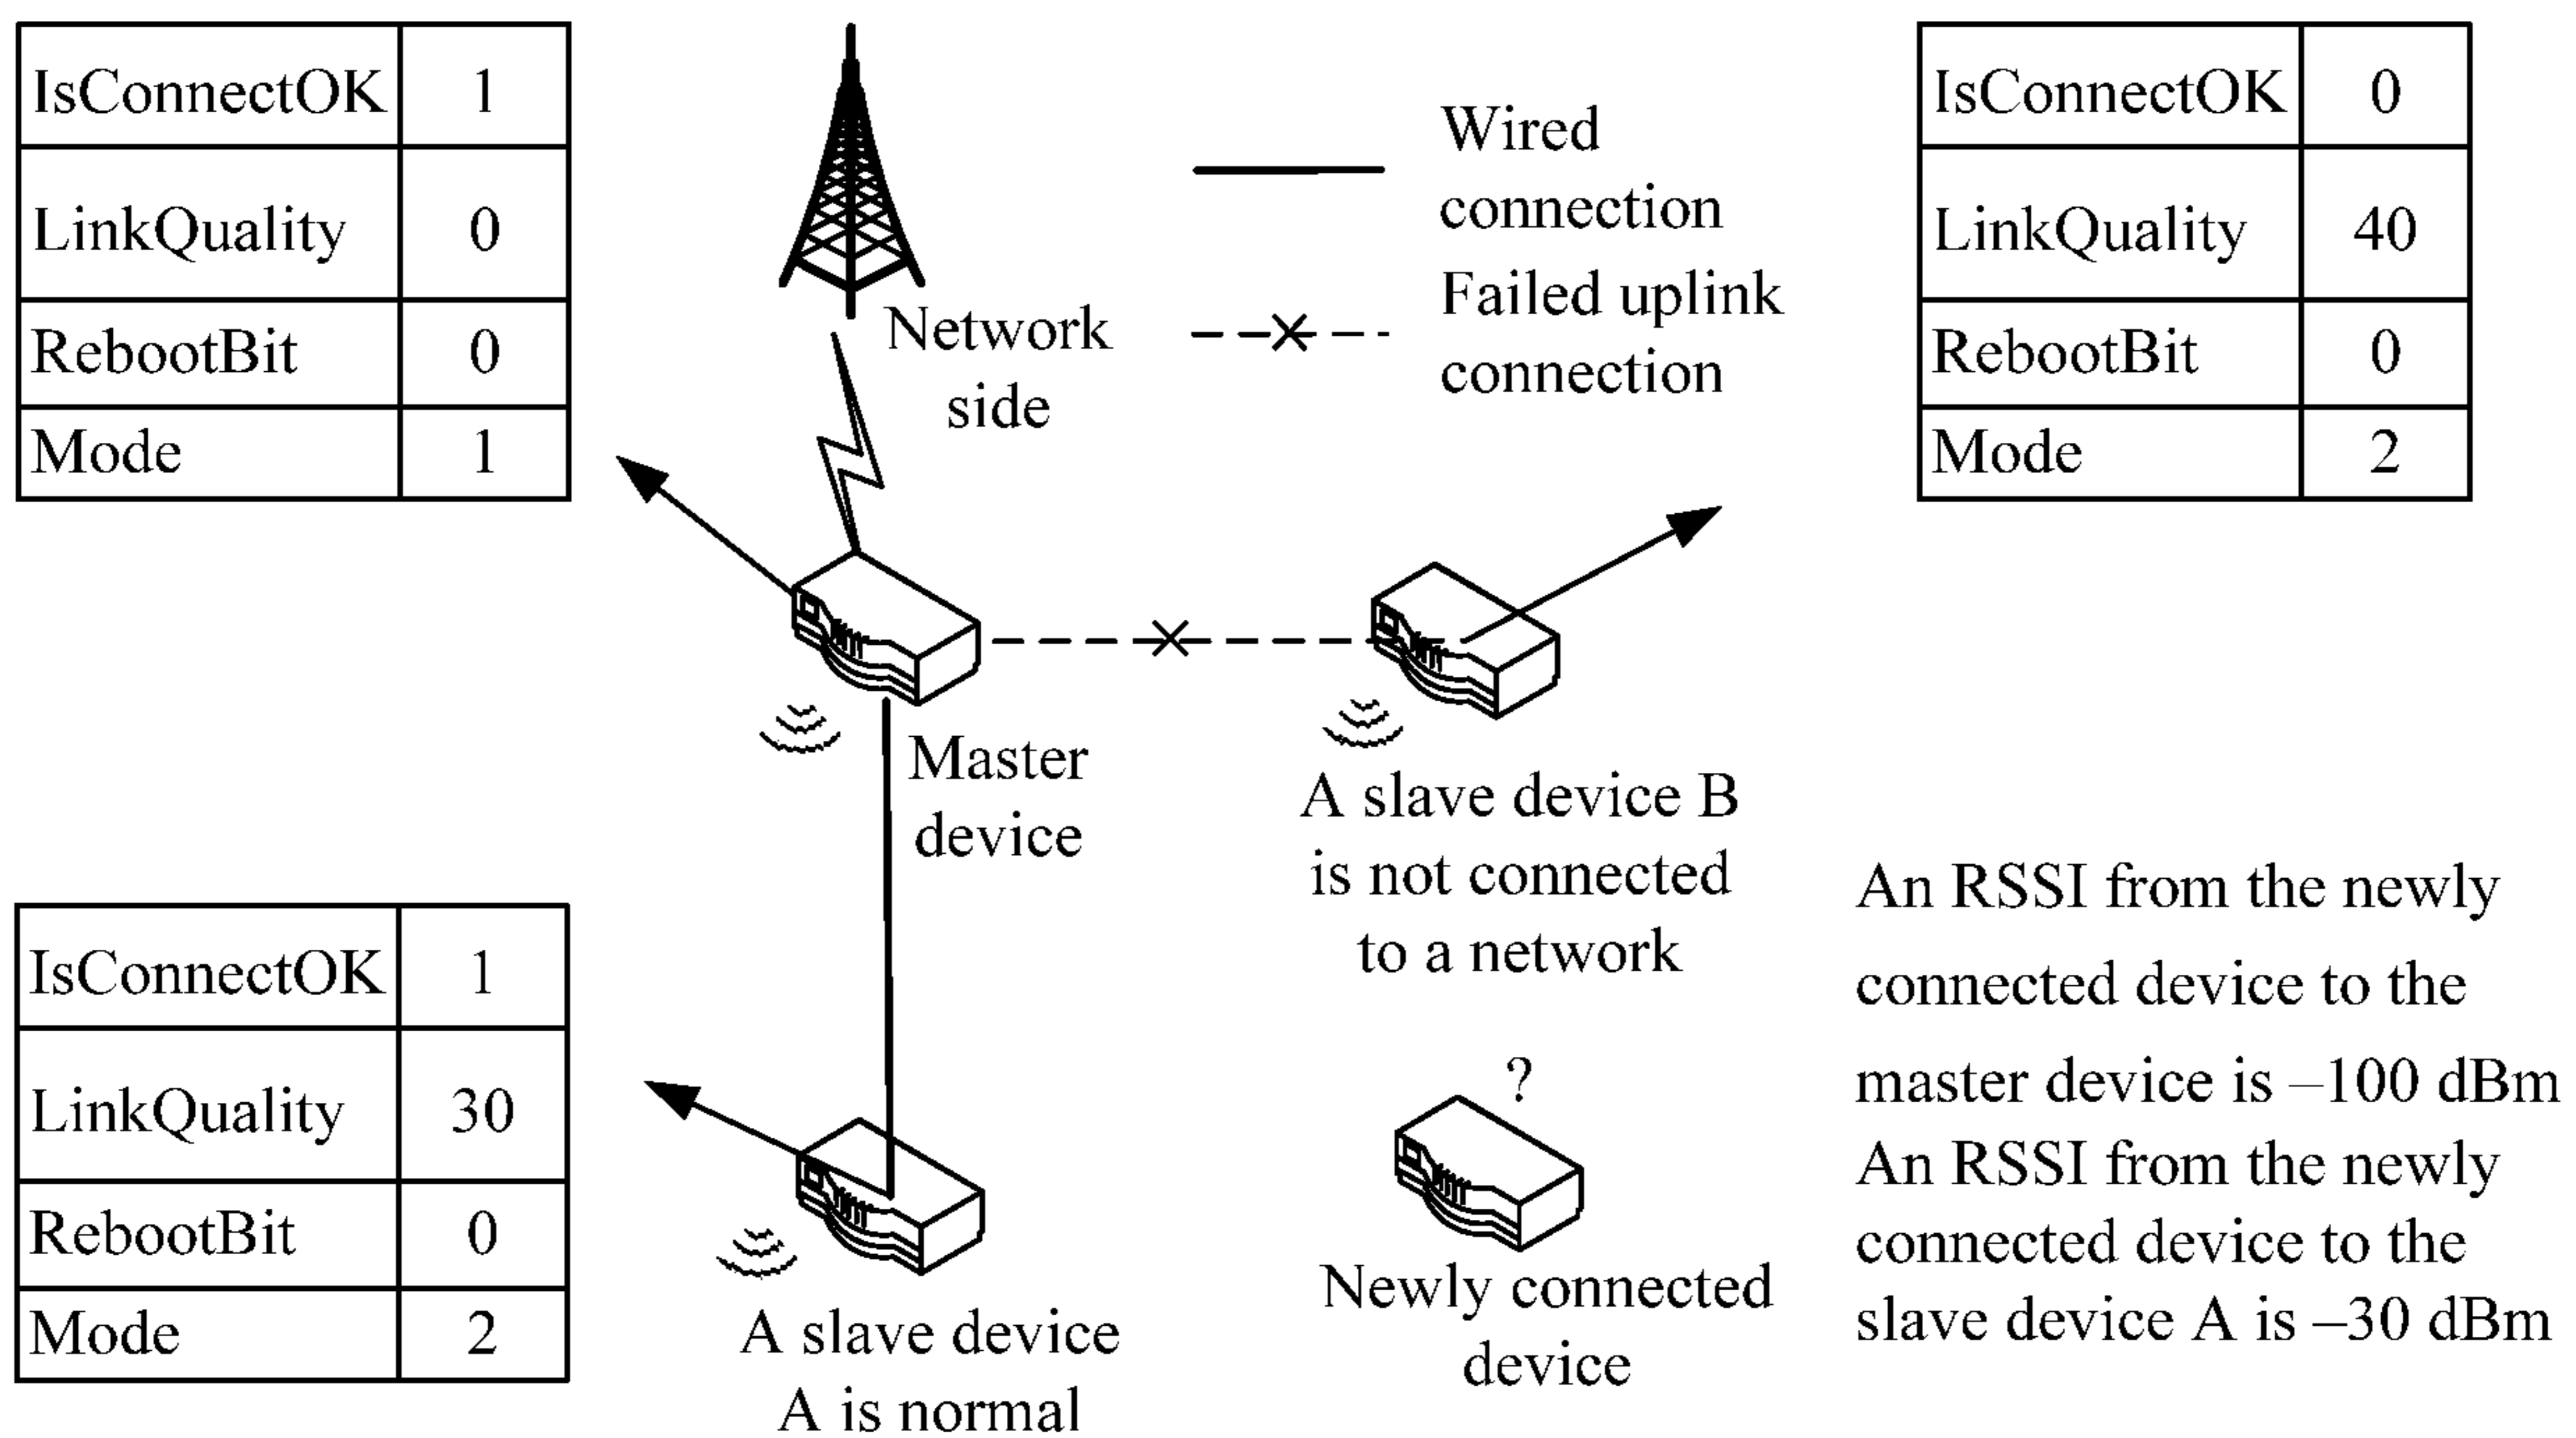 IsConnectOK 1
LinkQuality 0
RebootBit 0
Mode 1
Network
side
Wired
connection
Failed uplink
connection
IsConnectOK 0
LinkQuality 40
RebootBit 0
Mode 2
Master
device
A slave device B
is not connected
to a network
IsConnectOK 1
LinkQuality 30
RebootBit 0
Mode 2
A slave device
A is normal
?
Newly connected
device
An RSSI from the newly
connected device to the
master device is –100 dBm
An RSSI from the newly
connected device to the
slave device A is –30 dBm